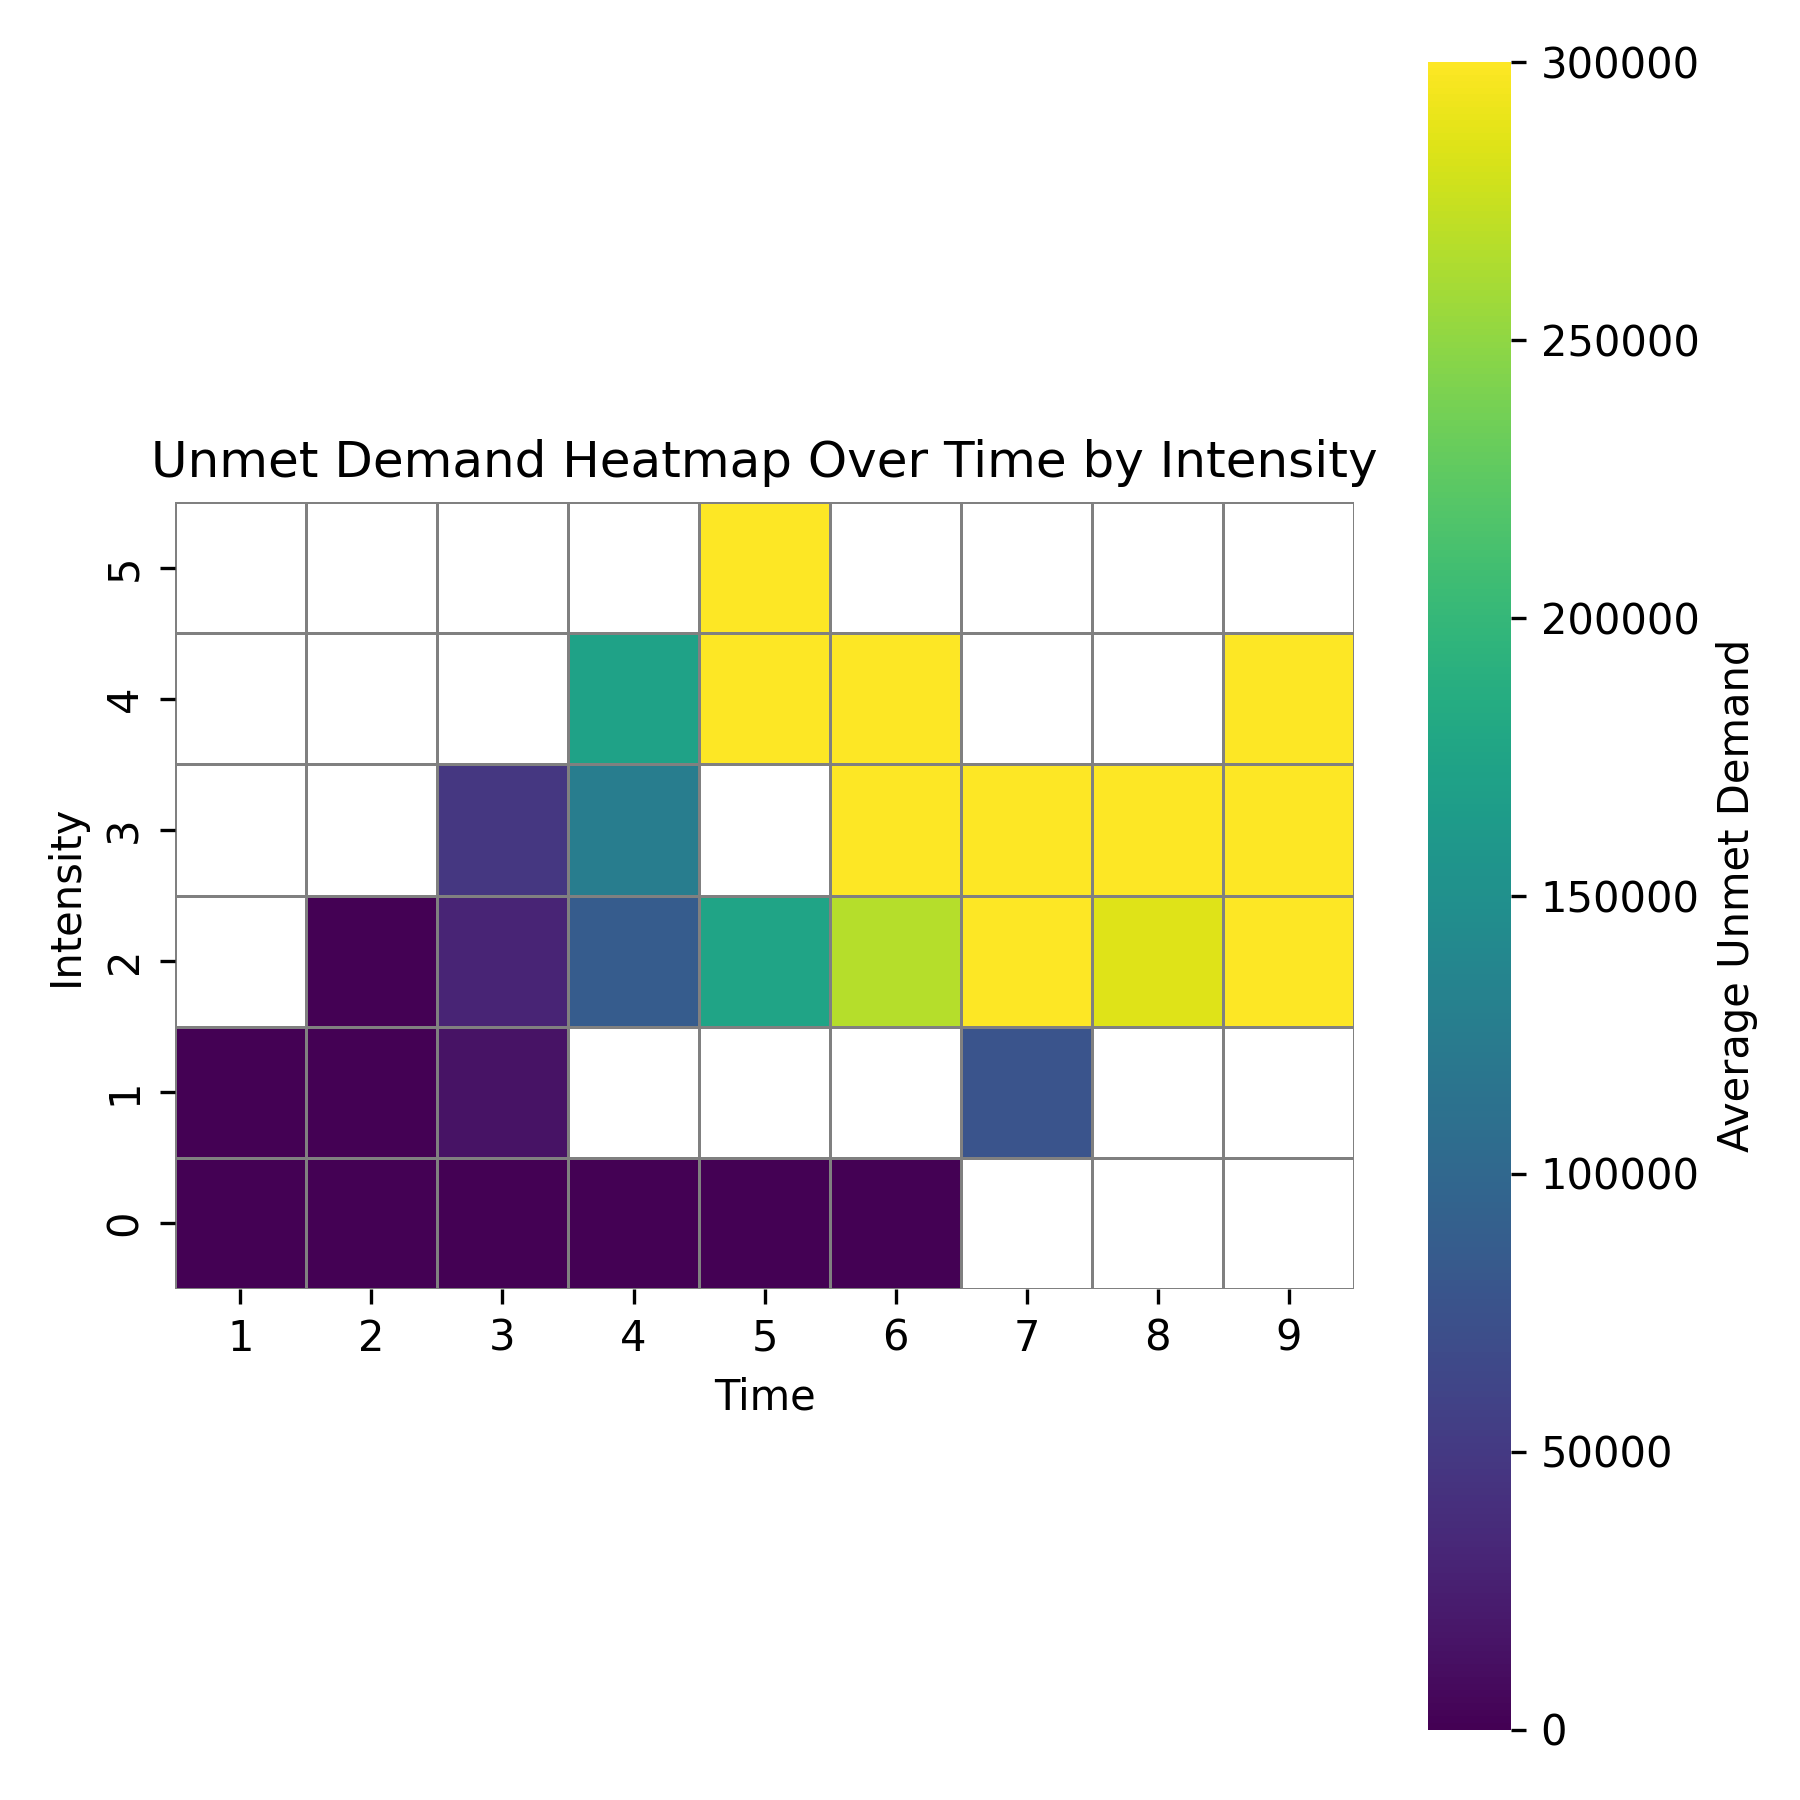 Unmet Demand Heatmap Over Time by Intensity
Intensity
5
4
3
2
1
0
1 2 3 4 5 6 7 8 9
Time
300000
250000
200000
150000
100000
50000
0
Average Unmet Demand